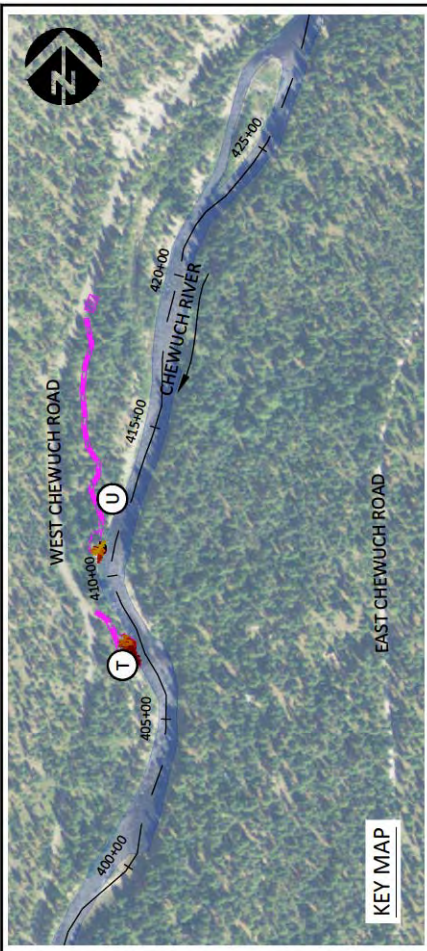 N
425+00
420+00
CHEWUCH RIVER
WEST CHEWUCH ROAD
415+00
U
410+00
T
405+00
EAST CHEWUCH ROAD
400+00
KEY MAP